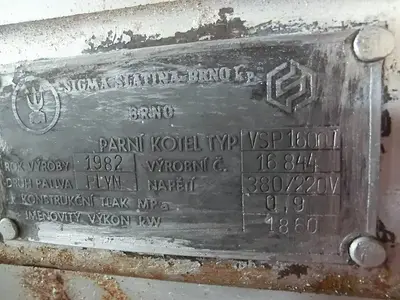 SIGMA SLATINA BRNO k.p.
BRNO
PARNÍ KOTEL TYP VSP 1600
ROK VÝROBY 1982 VÝROBNÍ Č. 16 844
DRUH PALIVA PLYN NAPĚTÍ 380/220V
KONSTRUKČNÍ TLAK MPa 0,9
JMENOVITÝ VÝKON kW 1860